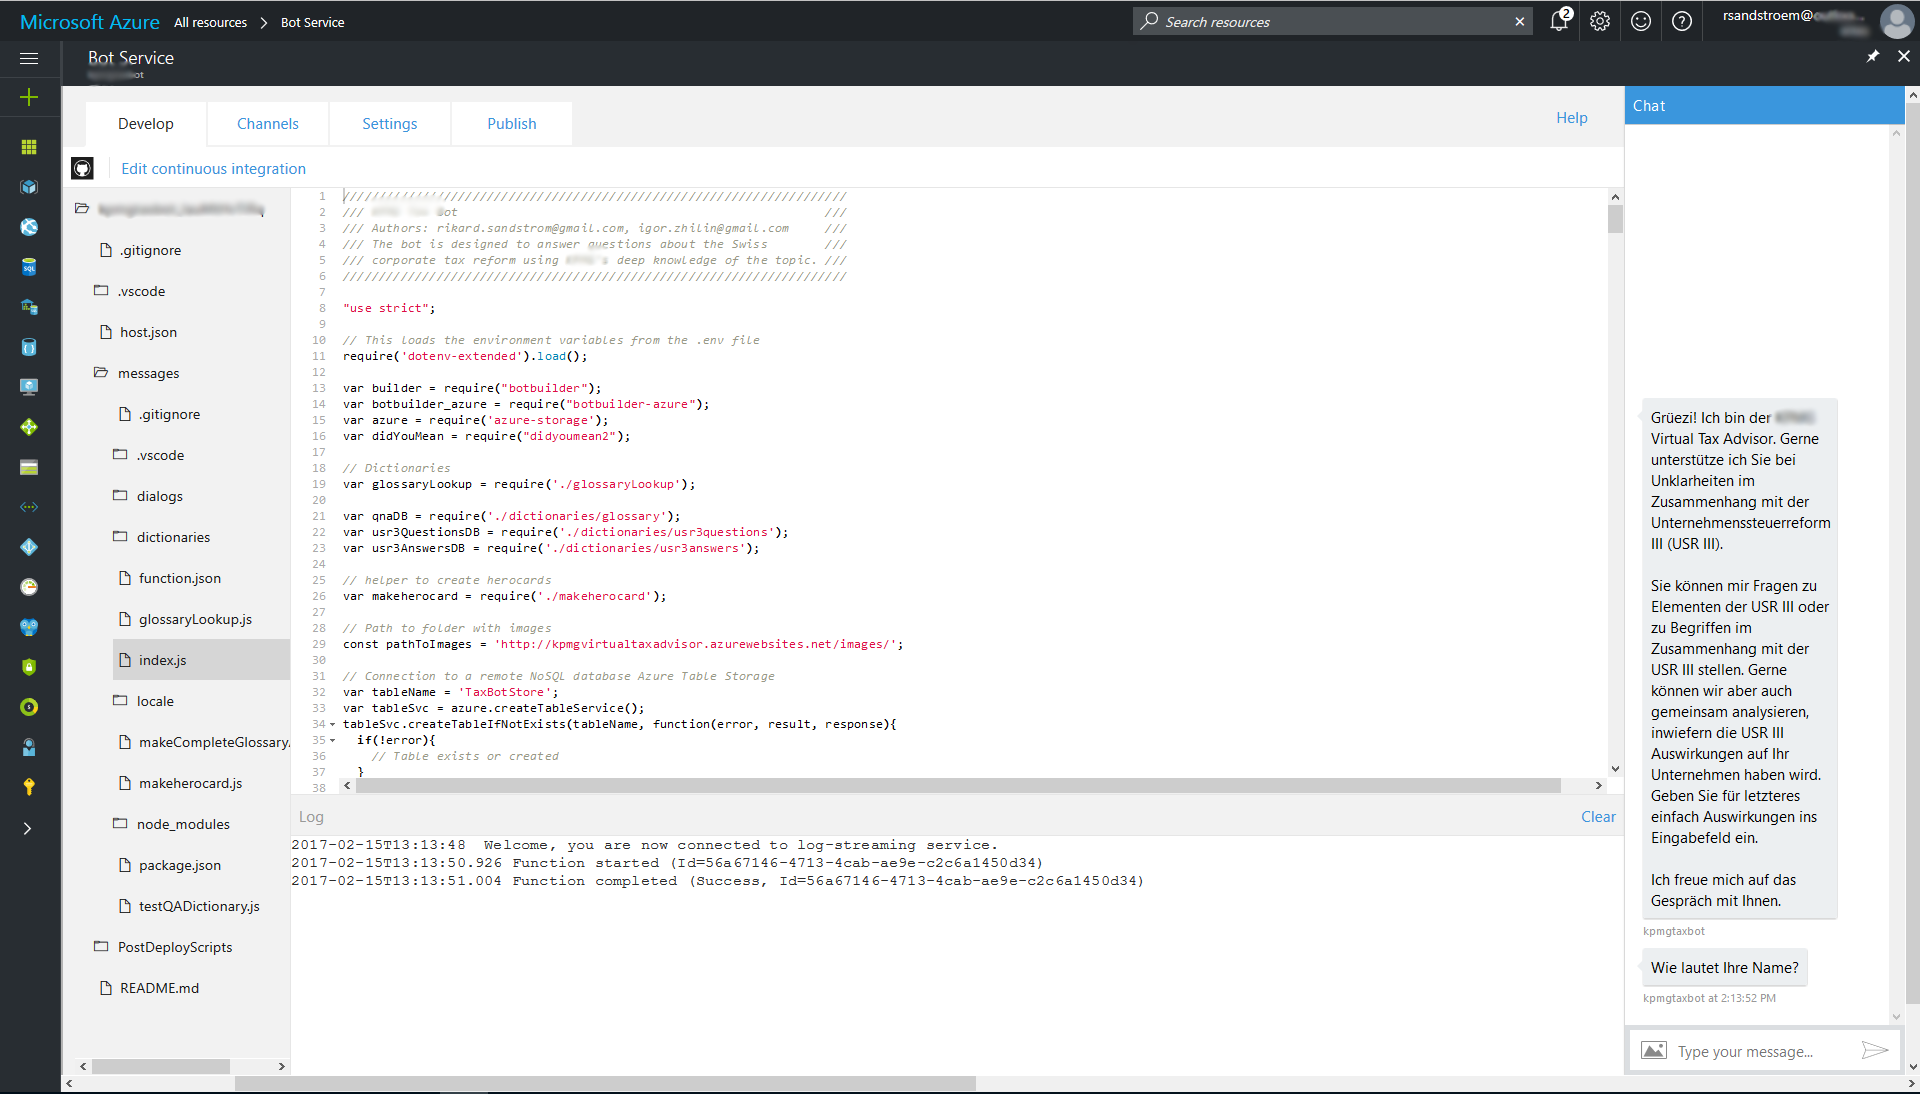 Microsoft Azure All resources > Bot Service
Search resources
2
rsandstroem@
Bot Service
bot
Develop Channels Settings Publish
Help
Chat
Edit continuous integration
.gitignore
.vscode
host.json
messages
.gitignore
.vscode
dialogs
dictionaries
function.json
glossaryLookup.js
index.js
locale
makeCompleteGlossary.
makeherocard.js
node_modules
package.json
testQADictionary.js
PostDeployScripts
README.md
1 //////////////////////////////////////////////////////////////////////
2 /// Bot ///
3 /// Authors: rikard.sandstrom@gmail.com, igor.zhilin@gmail.com ///
4 /// The bot is designed to answer questions about the Swiss ///
5 /// corporate tax reform using deep knowledge of the topic. ///
6 //////////////////////////////////////////////////////////////////////
7
8 "use strict";
9
10 // This loads the environment variables from the .env file
11 require('dotenv-extended').load();
12
13 var builder = require("botbuilder");
14 var botbuilder_azure = require("botbuilder-azure");
15 var azure = require('azure-storage');
16 var didYouMean = require("didyoumean2");
17
18 // Dictionaries
19 var glossaryLookup = require('./glossaryLookup');
20
21 var qnaDB = require('./dictionaries/glossary');
22 var usr3QuestionsDB = require('./dictionaries/usr3questions');
23 var usr3AnswersDB = require('./dictionaries/usr3answers');
24
25 // helper to create herocards
26 var makeherocard = require('./makeherocard');
27
28 // Path to folder with images
29 const pathToImages = 'http://kpmgvirtualtaxadvisor.azurewebsites.net/images/';
30
31 // Connection to a remote NoSQL database Azure Table Storage
32 var tableName = 'TaxBotStore';
33 var tableSvc = azure.createTableService();
34 tableSvc.createTableIfNotExists(tableName, function(error, result, response){
35 if(!error){
36 // Table exists or created
37 }
38
Log
Clear
2017-02-15T13:13:48 Welcome, you are now connected to log-streaming service.
2017-02-15T13:13:50.926 Function started (Id=56a67146-4713-4cab-ae9e-c2c6a1450d34)
2017-02-15T13:13:51.004 Function completed (Success, Id=56a67146-4713-4cab-ae9e-c2c6a1450d34)
Grüezi! Ich bin der
Virtual Tax Advisor. Gerne
unterstütze ich Sie bei
Unklarheiten im
Zusammenhang mit der
Unternehmenssteuerreform
III (USR III).
Sie können mir Fragen zu
Elementen der USR III oder
zu Begriffen im
Zusammenhang mit der
USR III stellen. Gerne
können wir aber auch
gemeinsam analysieren,
inwiefern die USR III
Auswirkungen auf Ihr
Unternehmen haben wird.
Geben Sie für letzteres
einfach Auswirkungen ins
Eingabefeld ein.
Ich freue mich auf das
Gespräch mit Ihnen.
kpmgtaxbot
Wie lautet Ihre Name?
kpmgtaxbot at 2:13:52 PM
Type your message...